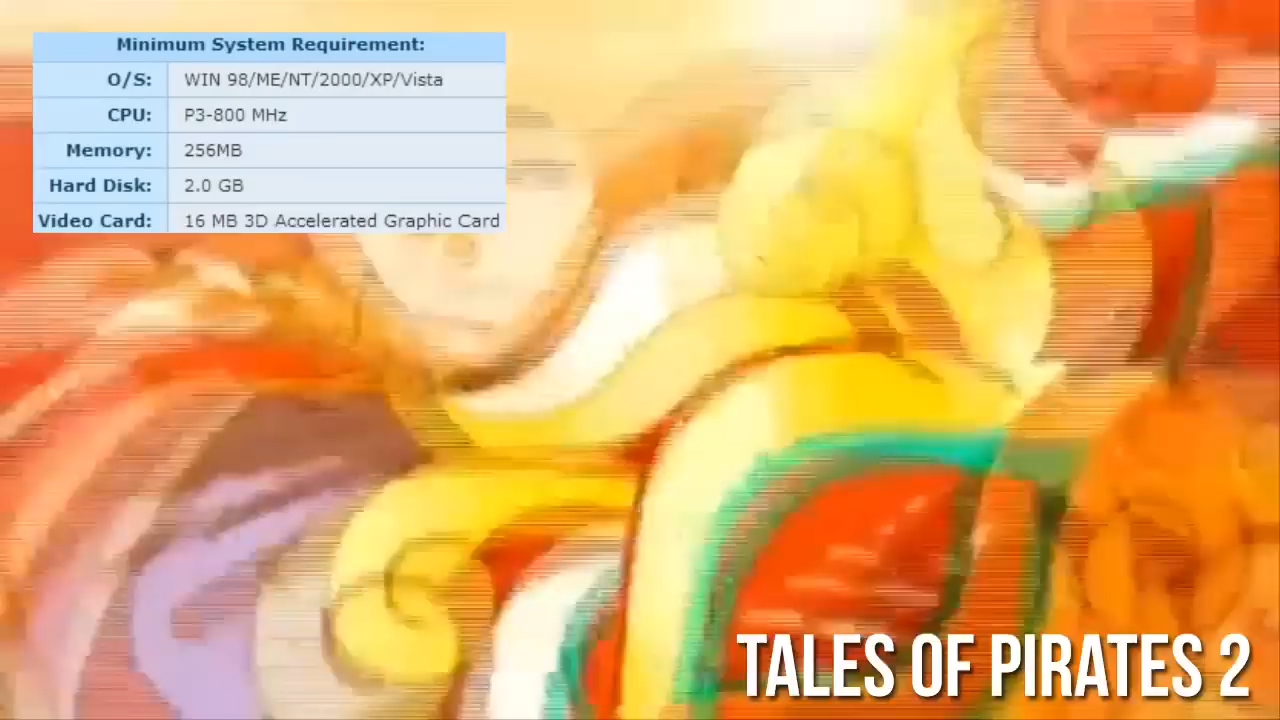 Minimum System Requirement:
O/S: WIN 98/ME/NT/2000/XP/Vista
CPU: P3-800 MHz
Memory: 256MB
Hard Disk: 2.0 GB
Video Card: 16 MB 3D Accelerated Graphic Card
TALES OF PIRATES 2